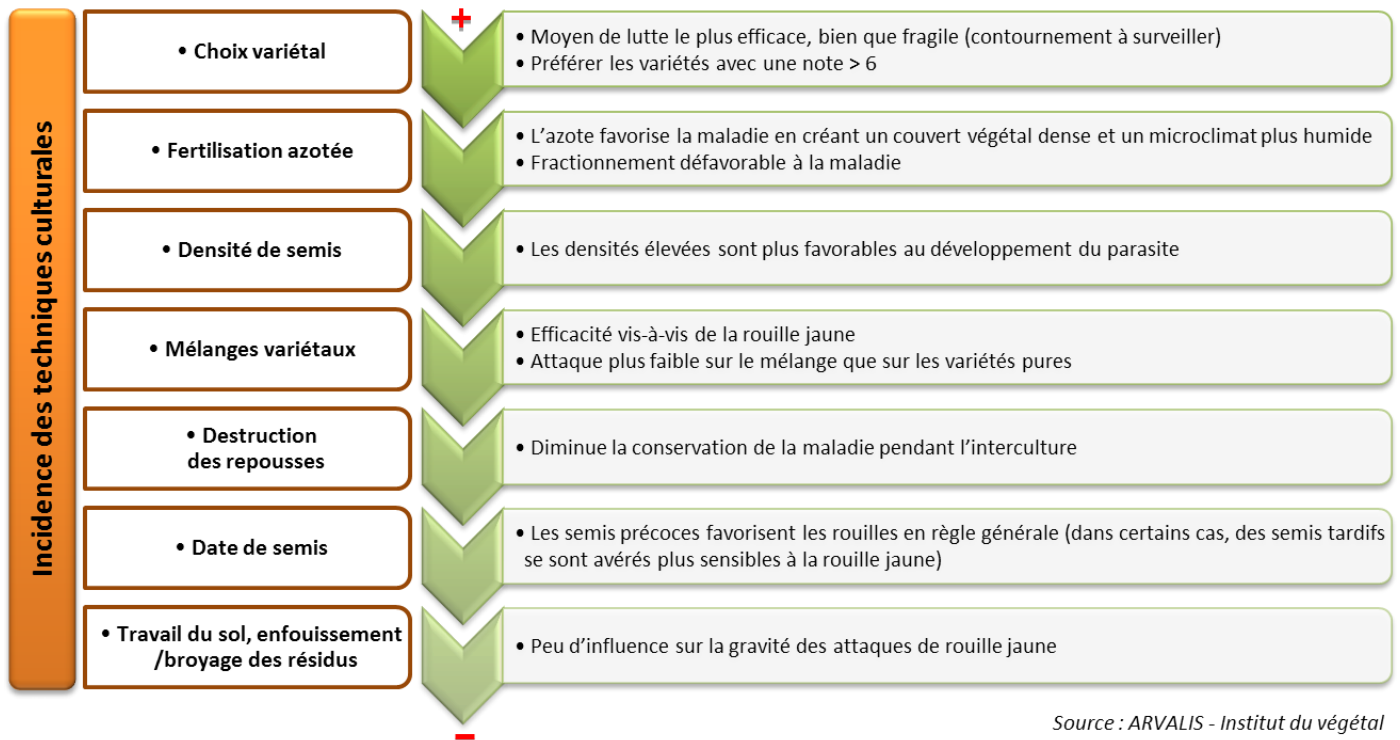 Incidence des techniques culturales
+
• Choix variétal
• Moyen de lutte le plus efficace, bien que fragile (contournement à surveiller)
• Préférer les variétés avec une note > 6
• Fertilisation azotée
• L’azote favorise la maladie en créant un couvert végétal dense et un microclimat plus humide
• Fractionnement défavorable à la maladie
• Densité de semis
• Les densités élevées sont plus favorables au développement du parasite
• Mélanges variétaux
• Efficacité vis-à-vis de la rouille jaune
• Attaque plus faible sur le mélange que sur les variétés pures
• Destruction
des repousses
• Diminue la conservation de la maladie pendant l’interculture
• Date de semis
• Les semis précoces favorisent les rouilles en règle générale (dans certains cas, des semis tardifs
se sont avérés plus sensibles à la rouille jaune)
• Travail du sol, enfouissement
/broyage des résidus
• Peu d’influence sur la gravité des attaques de rouille jaune
–
Source : ARVALIS - Institut du végétal